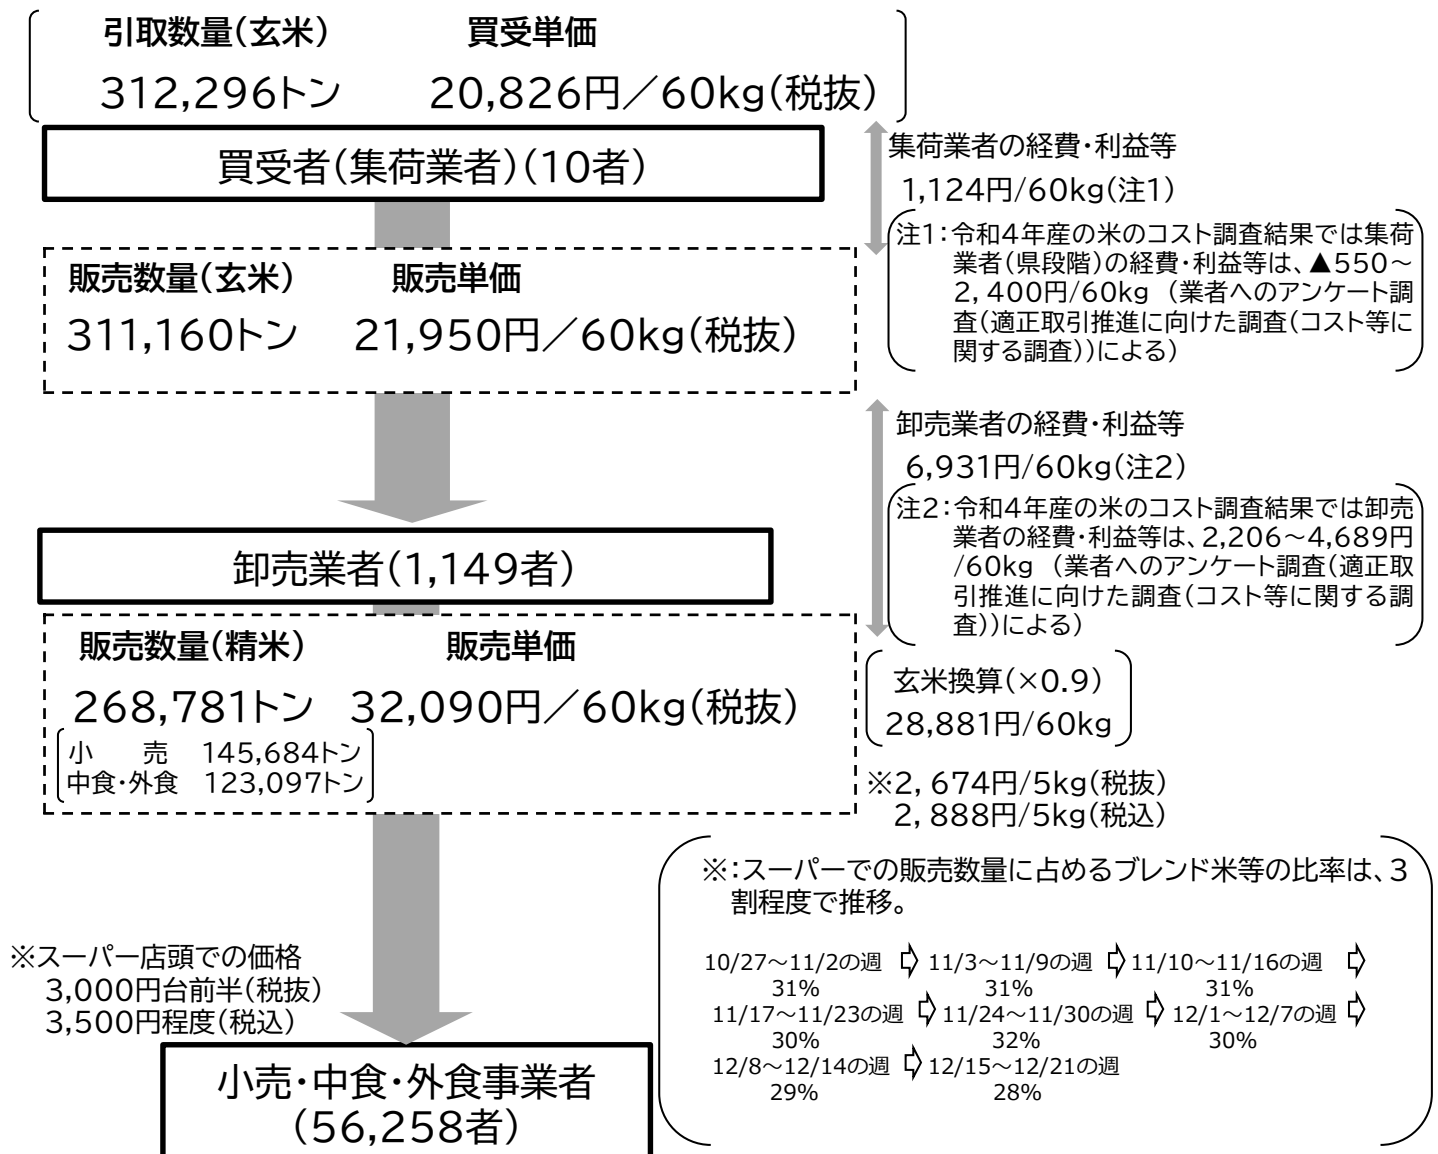 引取数量(玄米) 買受単価
312,296トン 20,826円／60kg(税抜)
買受者(集荷業者)(10者)
集荷業者の経費・利益等
1,124円/60kg(注1)
注1：令和4年産の米のコスト調査結果では集荷
業者(県段階)の経費・利益等は、▲550～
2,400円/60kg （業者へのアンケート調
査(適正取引推進に向けた調査(コスト等に
関する調査))による)
販売数量(玄米) 販売単価
311,160トン 21,950円／60kg(税抜)
卸売業者の経費・利益等
6,931円/60kg(注2)
注2：令和4年産の米のコスト調査結果では卸売
業者の経費・利益等は、2,206～4,689円
/60kg （業者へのアンケート調査(適正取
引推進に向けた調査(コスト等に関する調
査))による)
卸売業者(1,149者)
販売数量(精米) 販売単価
268,781トン 32,090円／60kg(税抜)
小　売 145,684トン
中食・外食 123,097トン
玄米換算(×0.9)
28,881円/60kg
※2,674円/5kg(税抜)
2,888円/5kg(税込)
※：スーパーでの販売数量に占めるブレンド米等の比率は、3
割程度で推移。
10/27～11/2の週 ⇨ 11/3～11/9の週 ⇨ 11/10～11/16の週 ⇨
31% 31% 31%
11/17～11/23の週 ⇨ 11/24～11/30の週 ⇨ 12/1～12/7の週 ⇨
30% 32% 30%
12/8～12/14の週 ⇨ 12/15～12/21の週
29% 28%
※スーパー店頭での価格
3,000円台前半(税抜)
3,500円程度(税込)
小売・中食・外食事業者
(56,258者)